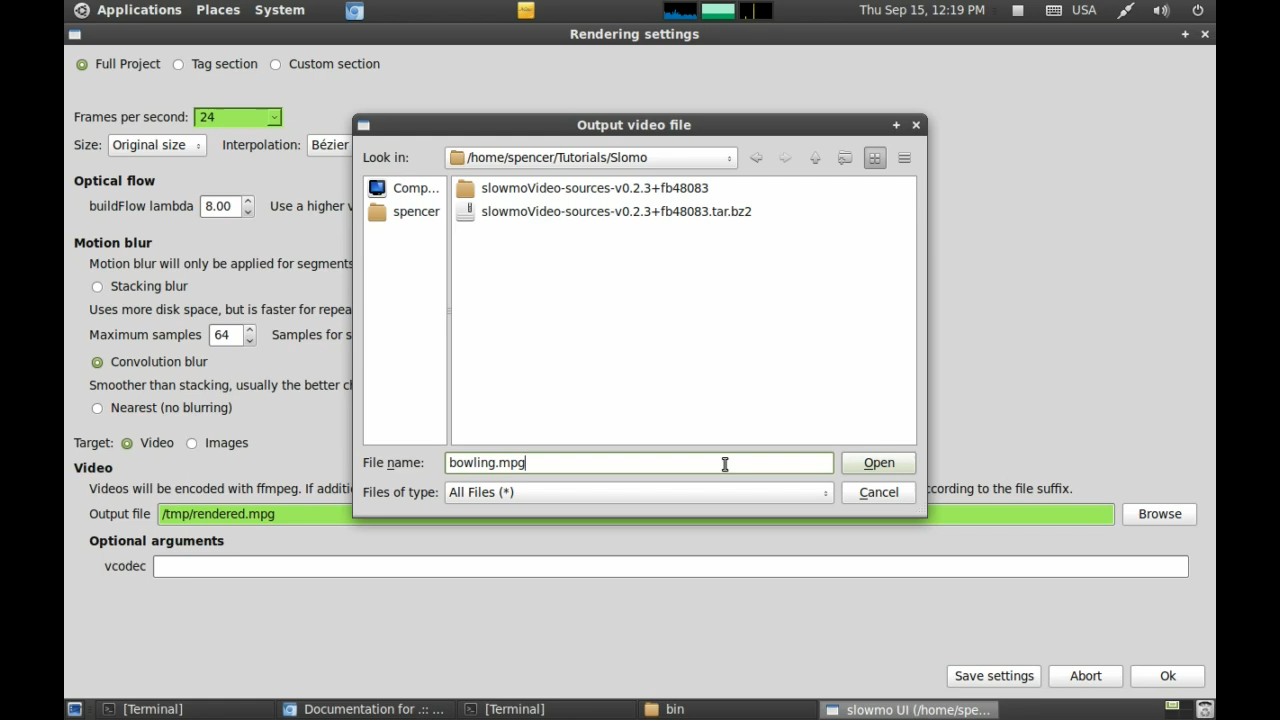 Applications Places System Thu Sep 15, 12:19 PM USA
Rendering settings
Full Project Tag section Custom section
Frames per second: 24
Output video file
Size: Original size Interpolation: Bézier
Look in: /home/spencer/Tutorials/Slomo
Optical flow
Comp... slowmoVideo-sources-v0.2.3+fb48083
buildFlow lambda 8.00 Use a higher v
spencer slowmoVideo-sources-v0.2.3+fb48083.tar.bz2
Motion blur
Motion blur will only be applied for segments
Stacking blur
Uses more disk space, but is faster for repea
Maximum samples 64 Samples for s
Convolution blur
Smoother than stacking, usually the better ch
Nearest (no blurring)
Target: Video Images
File name: bowling.mpg Open
Video
Files of type: All Files (*) Cancel
Videos will be encoded with ffmpeg. If additi cording to the file suffix.
Output file /tmp/rendered.mpg Browse
Optional arguments
vcodec
Save settings Abort Ok
[Terminal] Documentation for .:: ... [Terminal] bin slowmo UI (/home/spe...